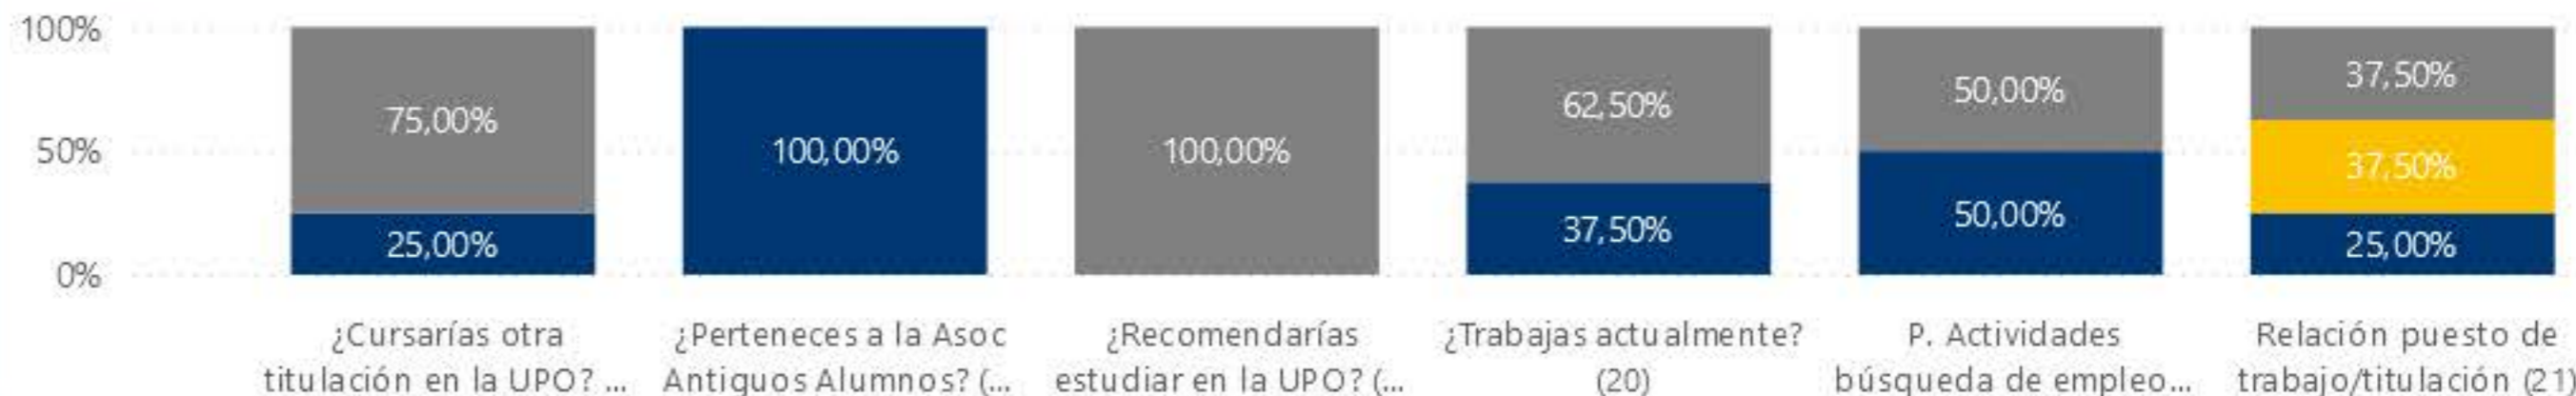 100%
50%
0%
75,00%
25,00%
100,00%
100,00%
62,50%
37,50%
50,00%
50,00%
37,50%
37,50%
25,00%
¿Cursarías otra
titulación en la UPO? ...
¿Perteneces a la Asoc
Antiguos Alumnos? (...
¿Recomendarías
estudiar en la UPO? (...
¿Trabajas actualmente?
(20)
P. Actividades
búsqueda de empleo...
Relación puesto de
trabajo/titulación (21)